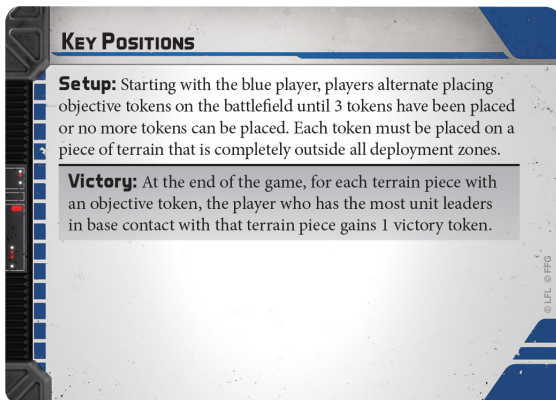 KEY POSITIONS
Setup: Starting with the blue player, players alternate placing
objective tokens on the battlefield until 3 tokens have been placed
or no more tokens can be placed. Each token must be placed on a
piece of terrain that is completely outside all deployment zones.
Victory: At the end of the game, for each terrain piece with
an objective token, the player who has the most unit leaders
in base contact with that terrain piece gains 1 victory token.
© LFL © FFG